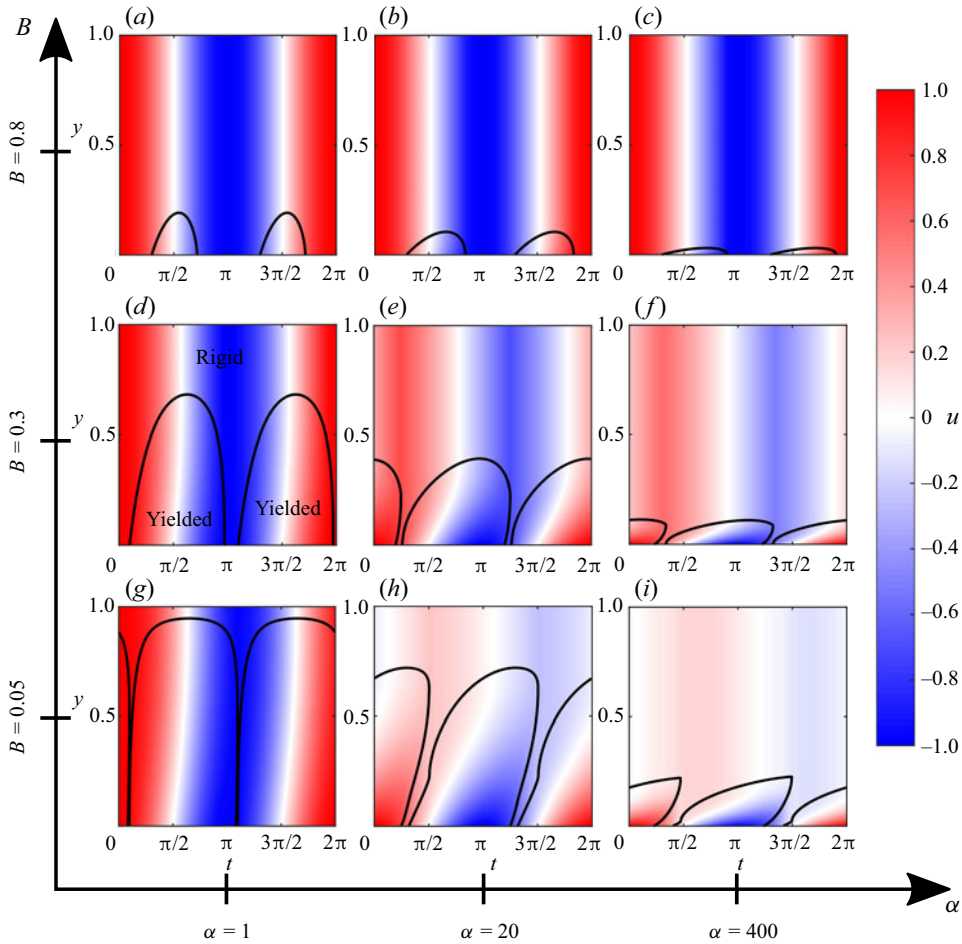 B
(a)
(b)
(c)
1.0
1.0
1.0
y
0.5
0.5
0.5
B = 0.8
0 π/2 π 3π/2 2π
0 π/2 π 3π/2 2π
0 π/2 π 3π/2 2π
(d)
(e)
(f)
1.0
1.0
1.0
Rigid
y
0.5
0.5
0.5
B = 0.3
Yielded
Yielded
0 π/2 π 3π/2 2π
0 π/2 π 3π/2 2π
0 π/2 π 3π/2 2π
(g)
(h)
(i)
1.0
1.0
1.0
y
0.5
0.5
0.5
B = 0.05
0 π/2 π 3π/2 2π
0 π/2 π 3π/2 2π
0 π/2 π 3π/2 2π
t
t
t
1.0
0.8
0.6
0.4
0.2
0 u
−0.2
−0.4
−0.6
−0.8
−1.0
α
α = 1
α = 20
α = 400